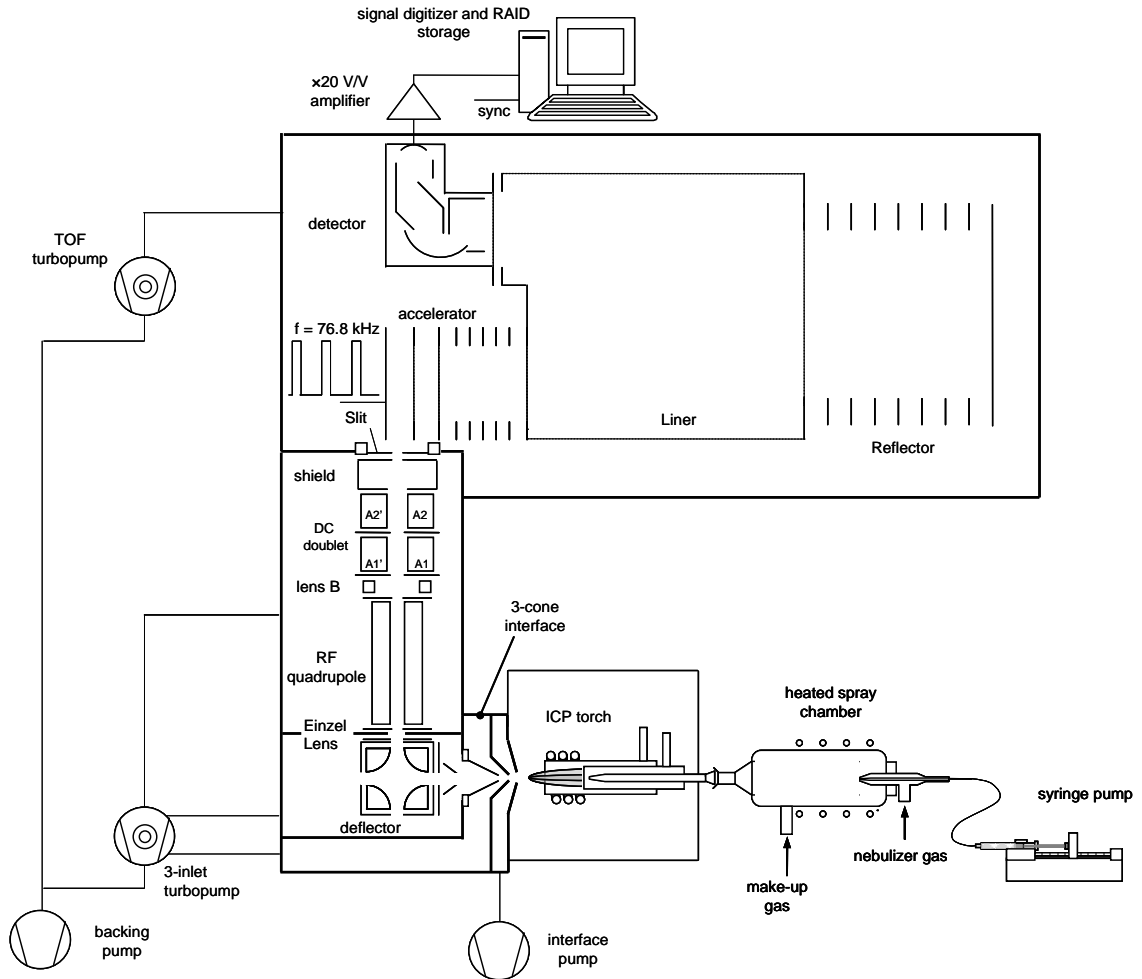 signal digitizer and RAID
storage
×20 V/V
amplifier
sync
detector
TOF
turbopump
accelerator
f = 76.8 kHz
Slit
Liner
Reflector
shield
A2'
A2
DC
doublet
A1'
A1
lens B
3-cone
interface
RF
quadrupole
heated spray
chamber
ICP torch
Einzel
Lens
syringe pump
deflector
nebulizer gas
3-inlet
turbopump
make-up
gas
backing
pump
interface
pump